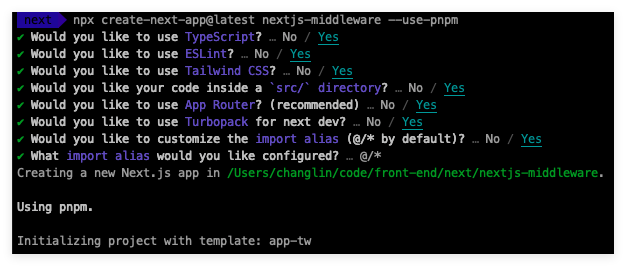 next npx create-next-app@latest nextjs-middleware --use-pnpm
✔ Would you like to use TypeScript? … No / Yes
✔ Would you like to use ESLint? … No / Yes
✔ Would you like to use Tailwind CSS? … No / Yes
✔ Would you like your code inside a `src/` directory? … No / Yes
✔ Would you like to use App Router? (recommended) … No / Yes
✔ Would you like to use Turbopack for next dev? … No / Yes
✔ Would you like to customize the import alias (@/* by default)? … No / Yes
✔ What import alias would you like configured? … @/*
Creating a new Next.js app in /Users/changlin/code/front-end/next/nextjs-middleware.
Using pnpm.
Initializing project with template: app-tw